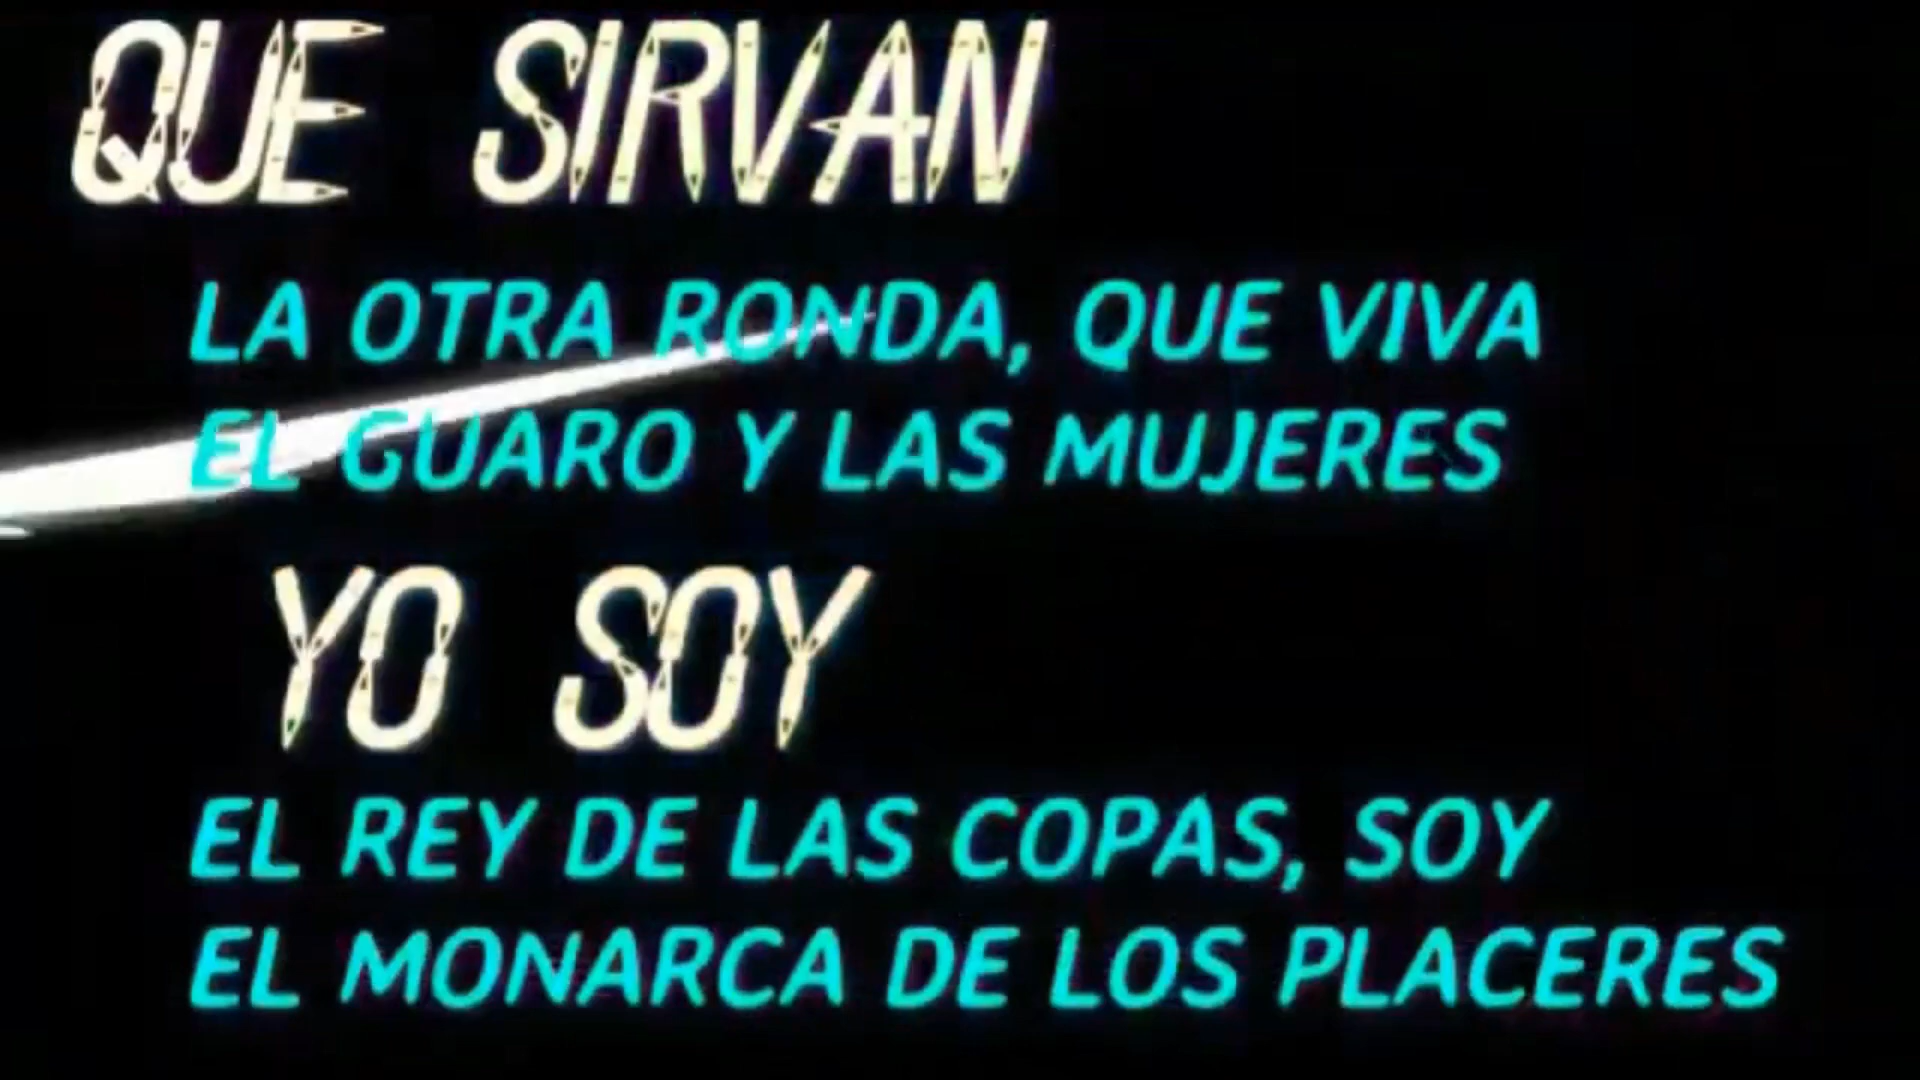 QUE SIRVAN
LA OTRA RONDA, QUE VIVA
EL GUARO Y LAS MUJERES
YO SOY
EL REY DE LAS COPAS, SOY
EL MONARCA DE LOS PLACERES